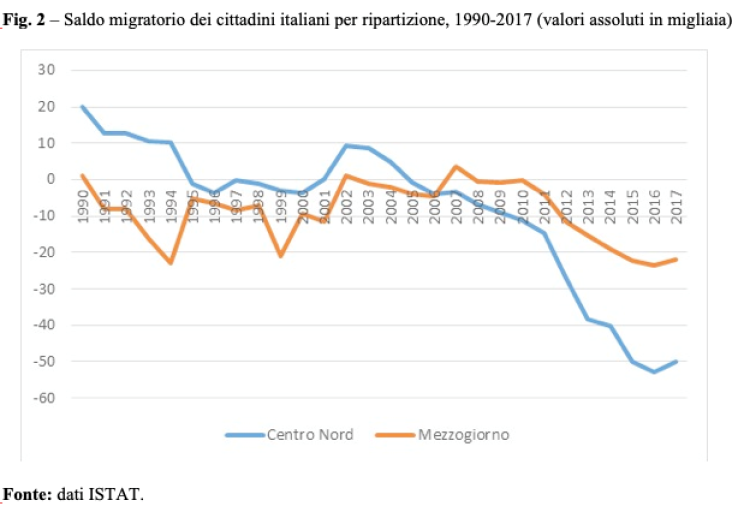 Fig. 2 – Saldo migratorio dei cittadini italiani per ripartizione, 1990-2017 (valori assoluti in migliaia)
30
20
10
0
-10
-20
-30
-40
-50
-60
1990 1991 1992 1993 1994 1995 1996 1997 1998 1999 2000 2001 2002 2003 2004 2005 2006 2007 2008 2009 2010 2011 2012 2013 2014 2015 2016 2017
Centro Nord Mezzogiorno
Fonte: dati ISTAT.